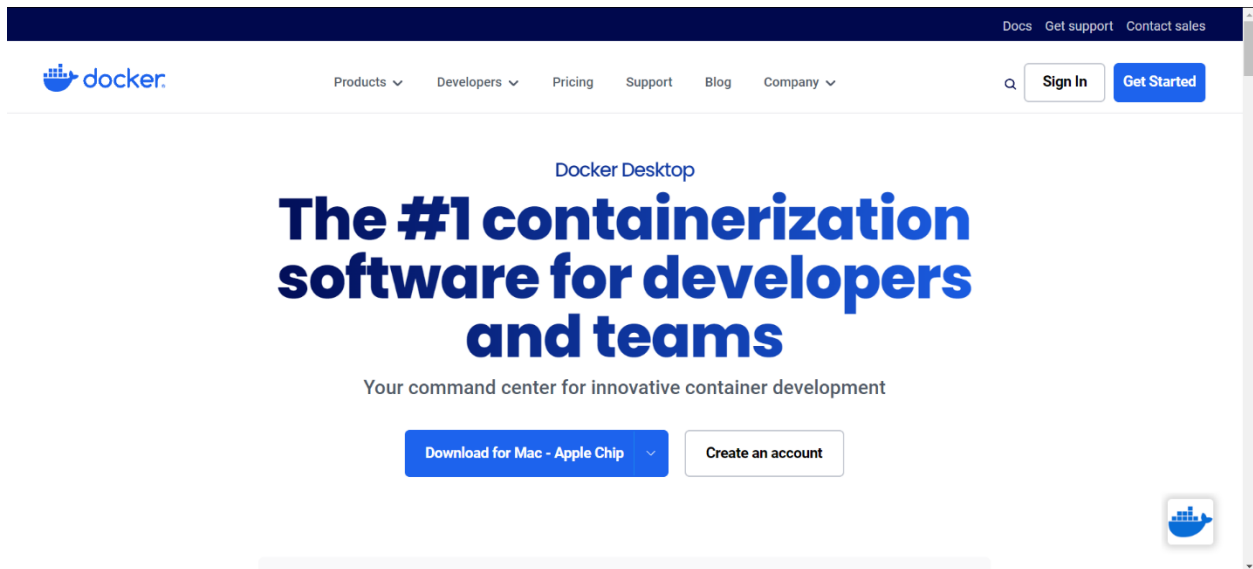 Docs Get support Contact sales
docker
Products Developers Pricing Support Blog Company Sign In Get Started
Docker Desktop
The #1 containerization
software for developers
and teams
Your command center for innovative container development
Download for Mac - Apple Chip Create an account